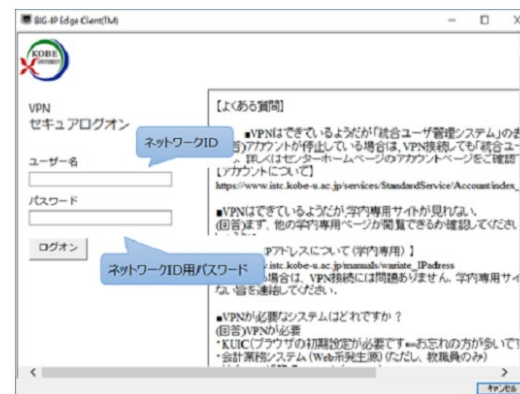 BIG-IP Edge Client(TM)
KOBE
UNIVERSITY
VPN
セキュアログオン
ネットワークID
ユーザー名
パスワード
ログオン
ネットワークID用パスワード
【よくある質問】
■VPNはできているようだが「統合ユーザ管理システム」の
答)アカウントが停止している場合は、VPN接続しても「統合ユー
詳しくはセンターホームページのアカウントページをご確認
アカウントについて】
https://www.istc.kobe-u.ac.jp/services/StandardService/Account/index_
■VPNはできているようだが,学内専用サイトが見れない.
(回答)まず、他の学内専用ページが閲覧できるか確認してください
IPアドレスについて(学内専用)】
w.istc.kobe-u.ac.jp/manuals/wariate_IPadress
場合は、VPN接続には問題ありません。学内専用サイ
ない旨を連絡してください.
■VPNが必要なシステムはどれですか?
(回答)VPNが必要
・KUIC(ブラウザの初期設定が必要です⇐お忘れの方が多いです
・会計業務システム(Web系発生源)(ただし、教職員のみ)
キャンセル